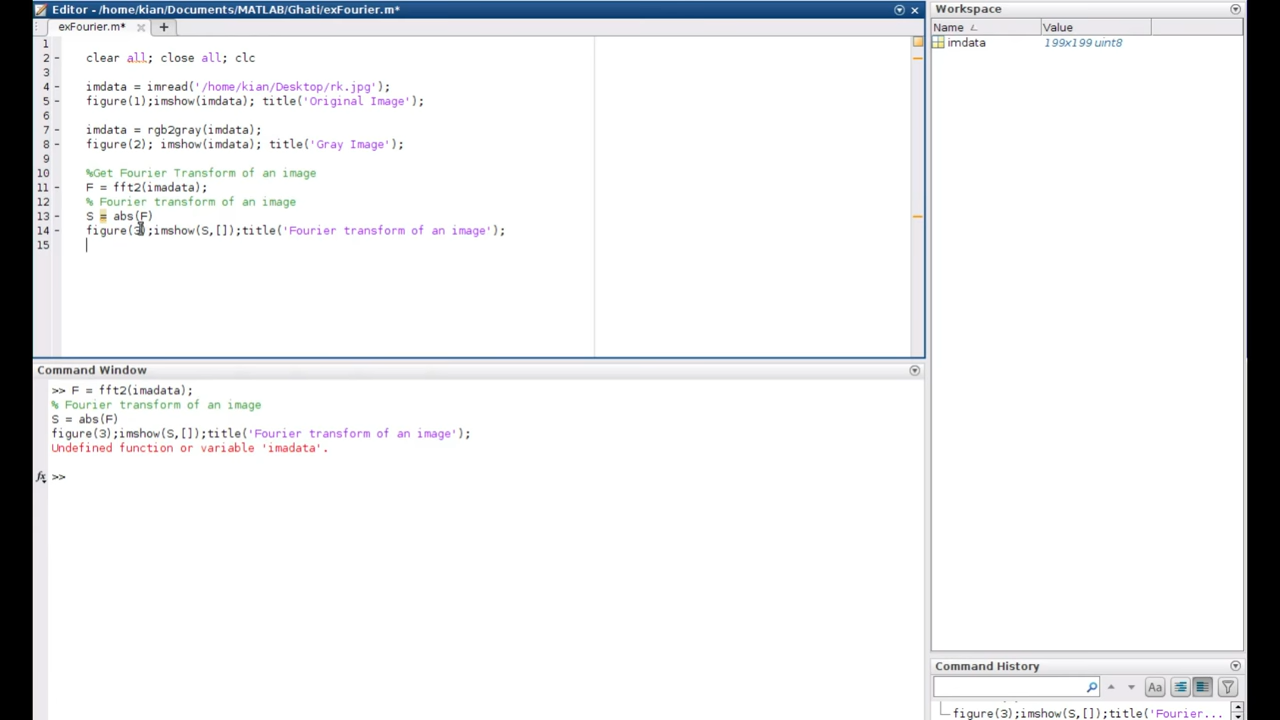 Editor - /home/kian/Documents/MATLAB/Ghati/exFourier.m*
exFourier.m*
1
2 - clear all; close all; clc
3
4 - imdata = imread('/home/kian/Desktop/rk.jpg');
5 - figure(1);imshow(imdata); title('Original Image');
6
7 - imdata = rgb2gray(imdata);
8 - figure(2); imshow(imdata); title('Gray Image');
9
10 %Get Fourier Transform of an image
11 - F = fft2(imadata);
12 % Fourier transform of an image
13 - S = abs(F)
14 - figure(3);imshow(S,[]);title('Fourier transform of an image');
15
Command Window
>> F = fft2(imadata);
% Fourier transform of an image
S = abs(F)
figure(3);imshow(S,[]);title('Fourier transform of an image');
Undefined function or variable 'imadata'.
fx >>
Workspace
Name Value
imdata 199x199 uint8
Command History
Aa
figure(3);imshow(S,[]);title('Fourier...